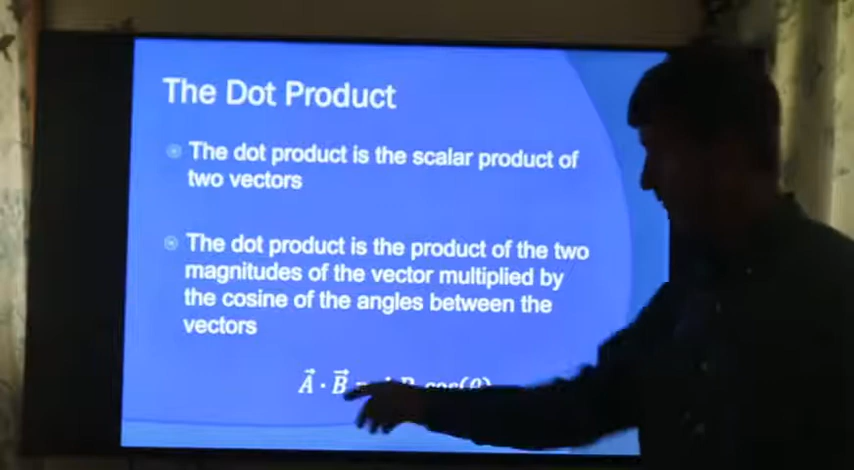 The Dot Product
The dot product is the scalar product of
two vectors
The dot product is the product of the two
magnitudes of the vector multiplied by
the cosine of the angles between the
vectors
A⃗ · B⃗ = A B cos(θ)